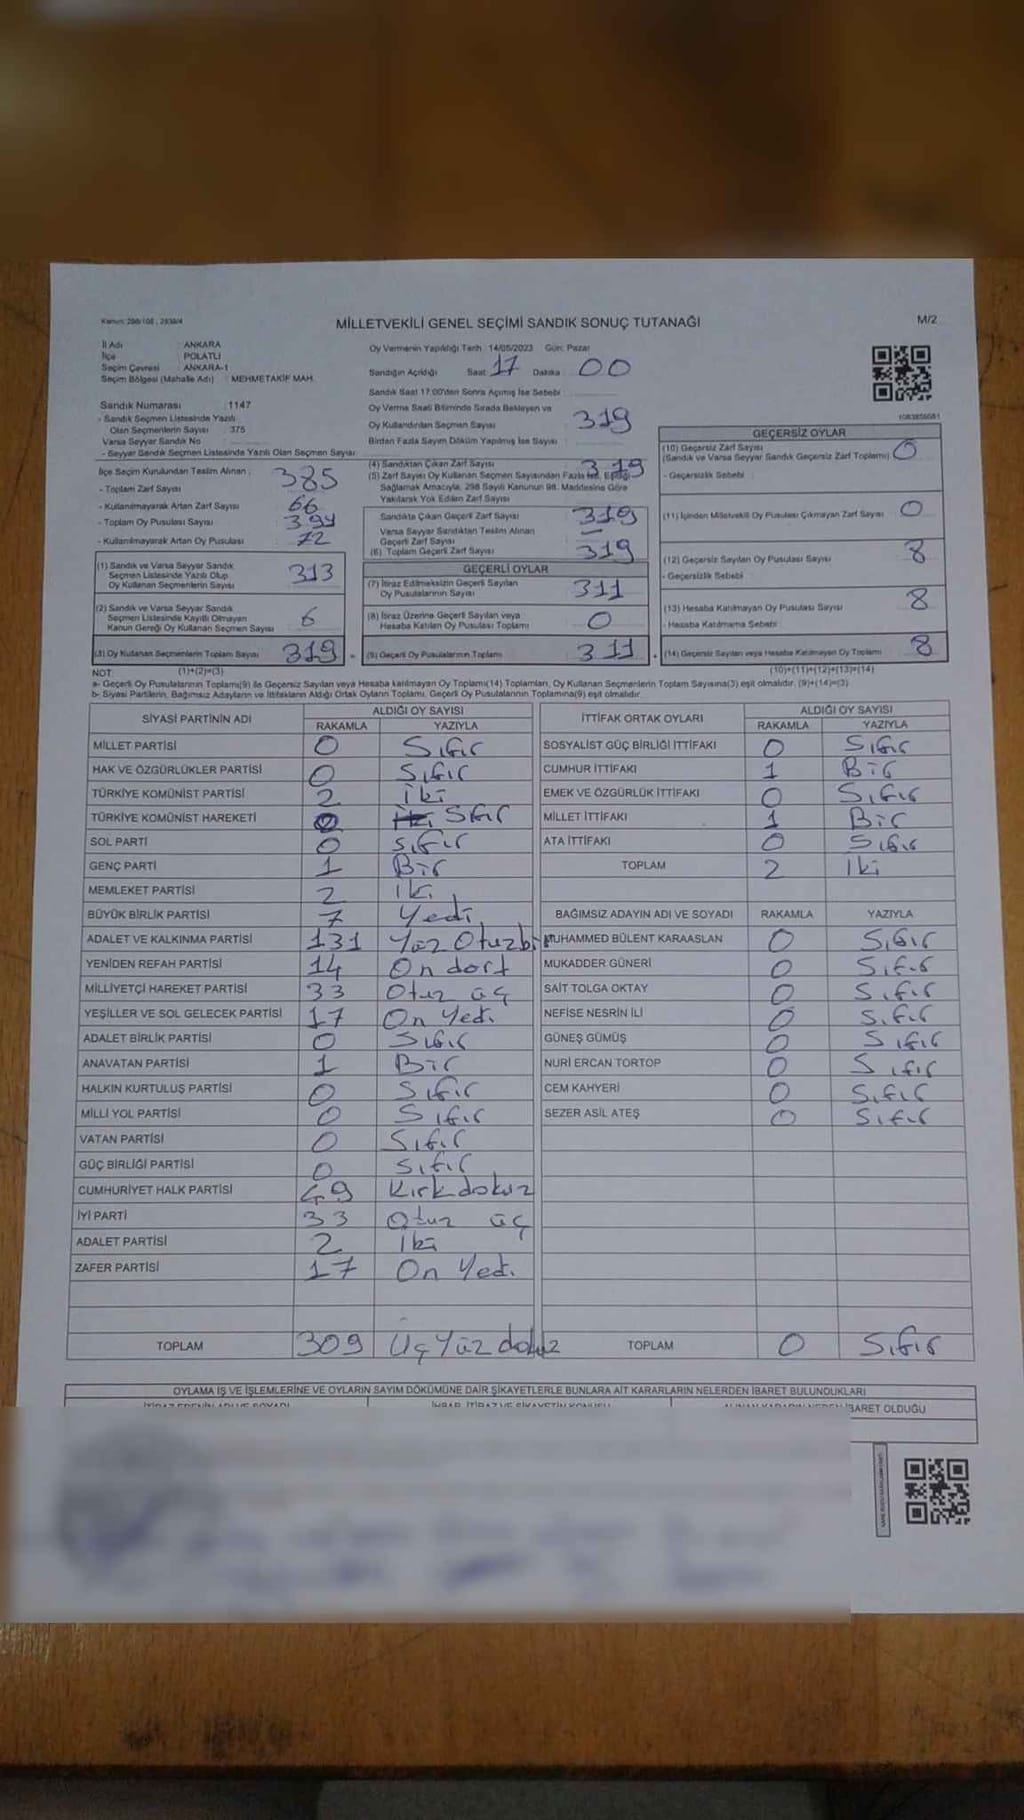 Kanun: 298/108 , 2839/4
MİLLETVEKİLİ GENEL SEÇİMİ SANDIK SONUÇ TUTANAĞI
M/2
İl Adı : ANKARA
İlçe : POLATLI
Seçim Çevresi : ANKARA-1
Seçim Bölgesi (Mahalle Adı) : MEHMETAKİF MAH.
Sandık Numarası : 1147
- Sandık Seçmen Listesinde Yazılı
Olan Seçmenlerin Sayısı : 375
Varsa Seyyar Sandık No
- Seyyar Sandık Seçmen Listesinde Yazılı Olan Seçmen Sayısı
İlçe Seçim Kurulundan Teslim Alınan :
- Toplam Zarf Sayısı 385
- Kullanılmayarak Artan Zarf Sayısı 66
- Toplam Oy Pusulası Sayısı 394
- Kullanılmayarak Artan Oy Pusulası 72
(1) Sandık ve Varsa Seyyar Sandık
Seçmen Listesinde Yazılı Olup
Oy Kullanan Seçmenlerin Sayısı 313
(2) Sandık ve Varsa Seyyar Sandık
Seçmen Listesinde Kayıtlı Olmayan
Kanun Gereği Oy Kullanan Seçmen Sayısı 6
(3) Oy Kullanan Seçmenlerin Toplam Sayısı 319
(1)+(2)=(3)
Oy Vermenin Yapıldığı Tarih : 14/05/2023 Gün: Pazar
Sandığın Açıldığı Saat 17 Dakika : 00
Sandık Saat 17:00'den Sonra Açılmış İse Sebebi :
Oy Verme Saati Bitiminde Sırada Bekleyen ve
Oy Kullandırılan Seçmen Sayısı 319
Birden Fazla Sayım Döküm Yapılmış İse Sayısı :
(4) Sandıktan Çıkan Zarf Sayısı 319
(5) Zarf Sayısı Oy Kullanan Seçmen Sayısından Fazla İse, Eşitliği
Sağlamak Amacıyla, 298 Sayılı Kanunun 98. Maddesine Göre
Yakılarak Yok Edilen Zarf Sayısı
Sandıkta Çıkan Geçerli Zarf Sayısı 319
Varsa Seyyar Sandıktan Teslim Alınan
Geçerli Zarf Sayısı —
(6) Toplam Geçerli Zarf Sayısı 319
GEÇERLİ OYLAR
(7) İtiraz Edilmeksizin Geçerli Sayılan
Oy Pusulalarının Sayısı 311
(8) İtiraz Üzerine Geçerli Sayılan veya
Hesaba Katılan Oy Pusulası Toplamı 0
(9) Geçerli Oy Pusulalarının Toplamı 311
1083856081
GEÇERSİZ OYLAR
(10) Geçersiz Zarf Sayısı
(Sandık ve Varsa Seyyar Sandık Geçersiz Zarf Toplamı) 0
- Geçersizlik Sebebi :
(11) İçinden Milletvekili Oy Pusulası Çıkmayan Zarf Sayısı 0
(12) Geçersiz Sayılan Oy Pusulası Sayısı 8
- Geçersizlik Sebebi
(13) Hesaba Katılmayan Oy Pusulası Sayısı 8
- Hesaba Katılmama Sebebi
(14) Geçersiz Sayılan veya Hesaba Katılmayan Oy Toplamı 8
(10)+(11)+(12)+(13)=(14)
NOT:
a- Geçerli Oy Pusulalarının Toplamı(9) ile Geçersiz Sayılan veya Hesaba katılmayan Oy Toplamı(14) Toplamları, Oy Kullanan Seçmenlerin Toplam Sayısına(3) eşit olmalıdır. (9)+(14)=(3)
b- Siyasi Partilerin, Bağımsız Adayların ve İttifakların Aldığı Ortak Oyların Toplamı, Geçerli Oy Pusulalarının Toplamına(9) eşit olmalıdır.
SİYASİ PARTİNİN ADI ALDIĞI OY SAYISI
RAKAMLA YAZIYLA
MİLLET PARTİSİ 0 Sıfır
HAK VE ÖZGÜRLÜKLER PARTİSİ 0 Sıfır
TÜRKİYE KOMÜNİST PARTİSİ 2 iki
TÜRKİYE KOMÜNİST HAREKETİ 0 iki Sıfır
SOL PARTİ 0 sıfır
GENÇ PARTİ 1 Bir
MEMLEKET PARTİSİ 2 iki
BÜYÜK BİRLİK PARTİSİ 7 Yedi
ADALET VE KALKINMA PARTİSİ 131 Yüz Otuzbir
YENİDEN REFAH PARTİSİ 14 On dört
MİLLİYETÇİ HAREKET PARTİSİ 33 Otuz üç
YEŞİLLER VE SOL GELECEK PARTİSİ 17 On Yedi
ADALET BİRLİK PARTİSİ 0 Sıfır
ANAVATAN PARTİSİ 1 Bir
HALKIN KURTULUŞ PARTİSİ 0 Sıfır
MİLLİ YOL PARTİSİ 0 Sıfır
VATAN PARTİSİ 0 Sıfır
GÜÇ BİRLİĞİ PARTİSİ 0 Sıfır
CUMHURİYET HALK PARTİSİ 49 Kırkdokuz
İYİ PARTİ 33 Otuz üç
ADALET PARTİSİ 2 İki
ZAFER PARTİSİ 17 On Yedi
TOPLAM 309 Üç Yüz dokuz
İTTİFAK ORTAK OYLARI ALDIĞI OY SAYISI
RAKAMLA YAZIYLA
SOSYALİST GÜÇ BİRLİĞİ İTTİFAKI 0 Sıfır
CUMHUR İTTİFAKI 1 Bir
EMEK VE ÖZGÜRLÜK İTTİFAKI 0 Sıfır
MİLLET İTTİFAKI 1 Bir
ATA İTTİFAKI 0 Sıfır
TOPLAM 2 iki
BAĞIMSIZ ADAYIN ADI VE SOYADI RAKAMLA YAZIYLA
MUHAMMED BÜLENT KARAASLAN 0 Sıfır
MUKADDER GÜNERİ 0 Sıfır
SAİT TOLGA OKTAY 0 Sıfır
NEFİSE NESRİN İLİ 0 Sıfır
GÜNEŞ GÜMÜŞ 0 Sıfır
NURİ ERCAN TORTOP 0 Sıfır
CEM KAHYERİ 0 Sıfır
SEZER ASİL ATEŞ 0 Sıfır
TOPLAM 0 Sıfır
OYLAMA İŞ VE İŞLEMLERİNE VE OYLARIN SAYIM DÖKÜMÜNE DAİR ŞİKAYETLERLE BUNLARA AİT KARARLARIN NELERDEN İBARET BULUNDUKLARI
İTİRAZ EDENİN ADI VE SOYADI İHBAR, İTİRAZ VE ŞİKAYETİN KONUSU ALINAN KARARIN NEDEN İBARET OLDUĞU